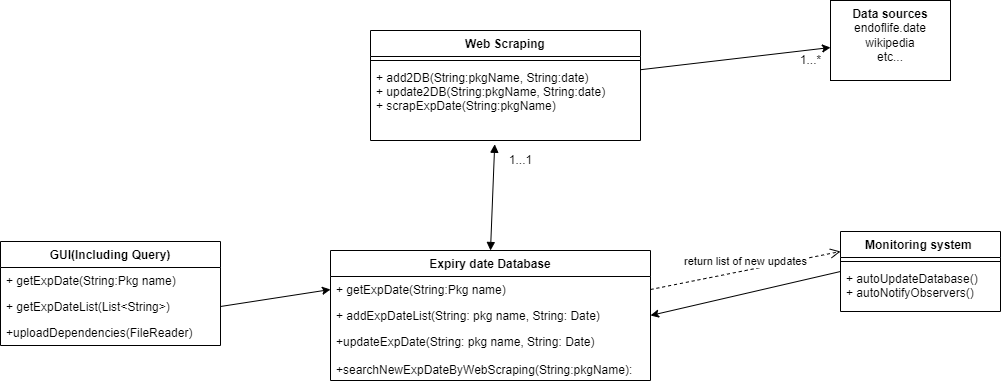 Data sources
endoflife.date
wikipedia
etc...
1...*
Web Scraping
+ add2DB(String:pkgName, String:date)
+ update2DB(String:pkgName, String:date)
+ scrapExpDate(String:pkgName)
1...1
GUI(Including Query)
+ getExpDate(String:Pkg name)
+ getExpDateList(List<String>)
+uploadDependencies(FileReader)
Expiry date Database
+ getExpDate(String:Pkg name)
+ addExpDateList(String: pkg name, String: Date)
+updateExpDate(String: pkg name, String: Date)
+searchNewExpDateByWebScraping(String:pkgName):
return list of new updates
Monitoring system
+ autoUpdateDatabase()
+ autoNotifyObservers()